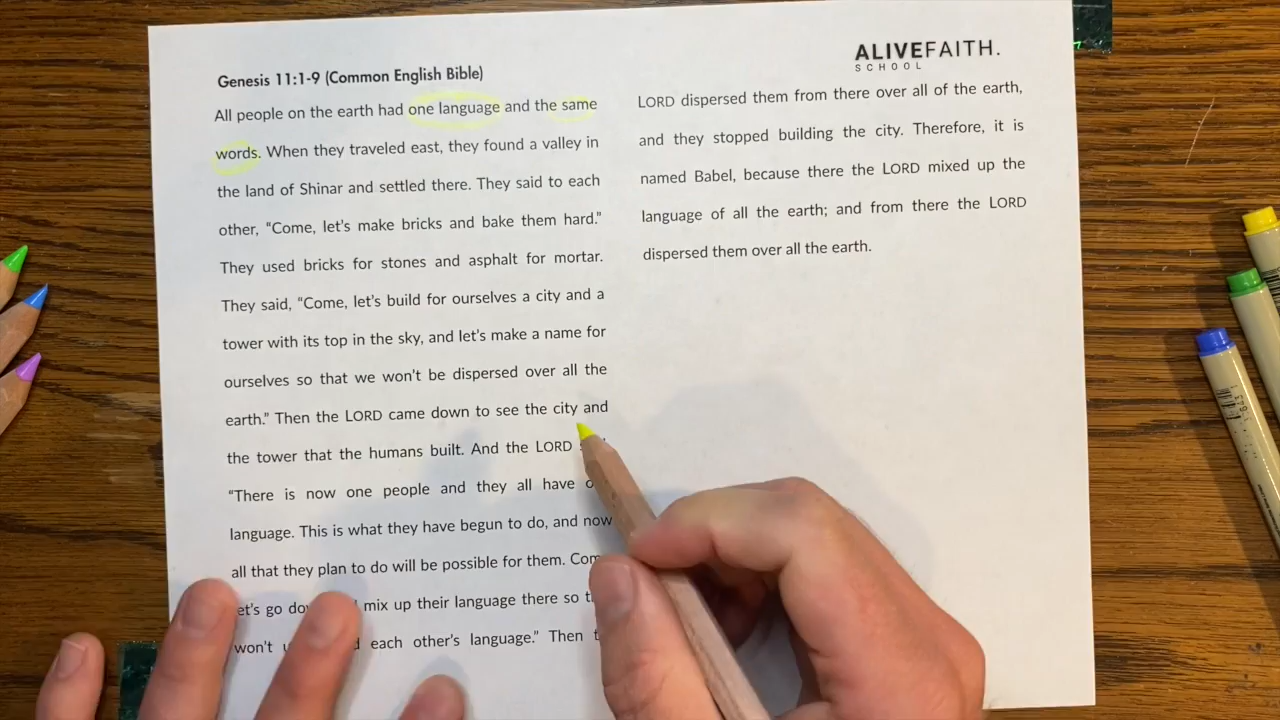 Genesis 11:1-9 (Common English Bible)
All people on the earth had one language and the same
words. When they traveled east, they found a valley in
the land of Shinar and settled there. They said to each
other, “Come, let’s make bricks and bake them hard.”
They used bricks for stones and asphalt for mortar.
They said, “Come, let’s build for ourselves a city and a
tower with its top in the sky, and let’s make a name for
ourselves so that we won’t be dispersed over all the
earth.” Then the LORD came down to see the city and
the tower that the humans built. And the LORD
“There is now one people and they all have
language. This is what they have begun to do, and now
all that they plan to do will be possible for them.
let’s go mix up their language there so
won’t each other’s language.” Then
ALIVEFAITH.
SCHOOL
LORD dispersed them from there over all of the earth,
and they stopped building the city. Therefore, it is
named Babel, because there the LORD mixed up the
language of all the earth; and from there the LORD
dispersed them over all the earth.